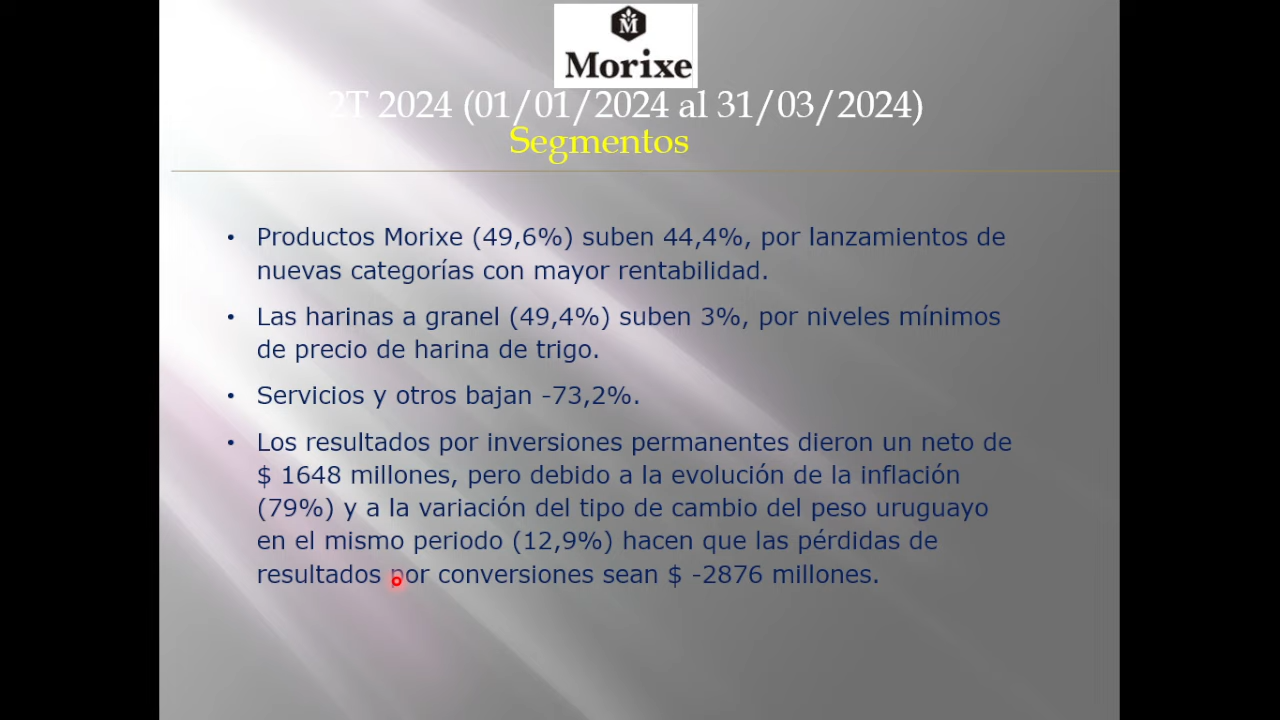 M
Morixe
2T 2024 (01/01/2024 al 31/03/2024)
Segmentos
• Productos Morixe (49,6%) suben 44,4%, por lanzamientos de
nuevas categorías con mayor rentabilidad.
• Las harinas a granel (49,4%) suben 3%, por niveles mínimos
de precio de harina de trigo.
• Servicios y otros bajan -73,2%.
• Los resultados por inversiones permanentes dieron un neto de
$ 1648 millones, pero debido a la evolución de la inflación
(79%) y a la variación del tipo de cambio del peso uruguayo
en el mismo periodo (12,9%) hacen que las pérdidas de
resultados por conversiones sean $ -2876 millones.